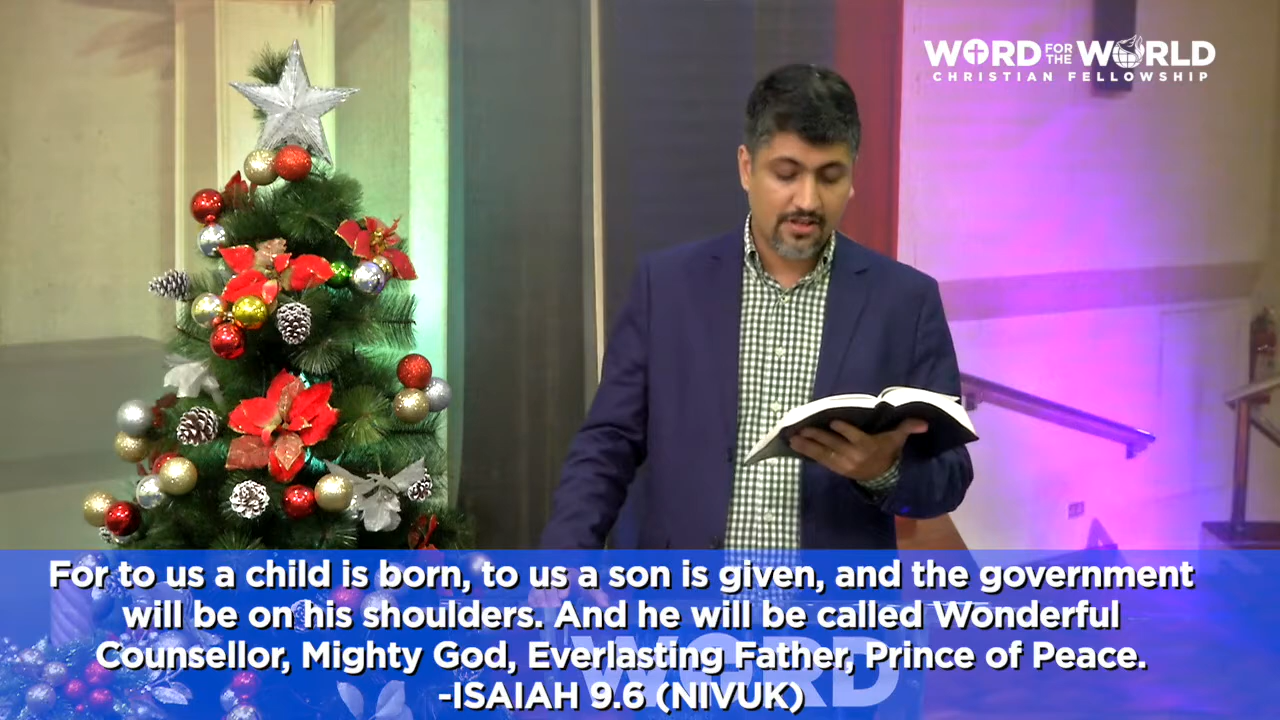 WORD FOR THE WORLD
CHRISTIAN FELLOWSHIP
For to us a child is born, to us a son is given, and the government
will be on his shoulders. And he will be called Wonderful
Counsellor, Mighty God, Everlasting Father, Prince of Peace.
-ISAIAH 9.6 (NIVUK)
WORD